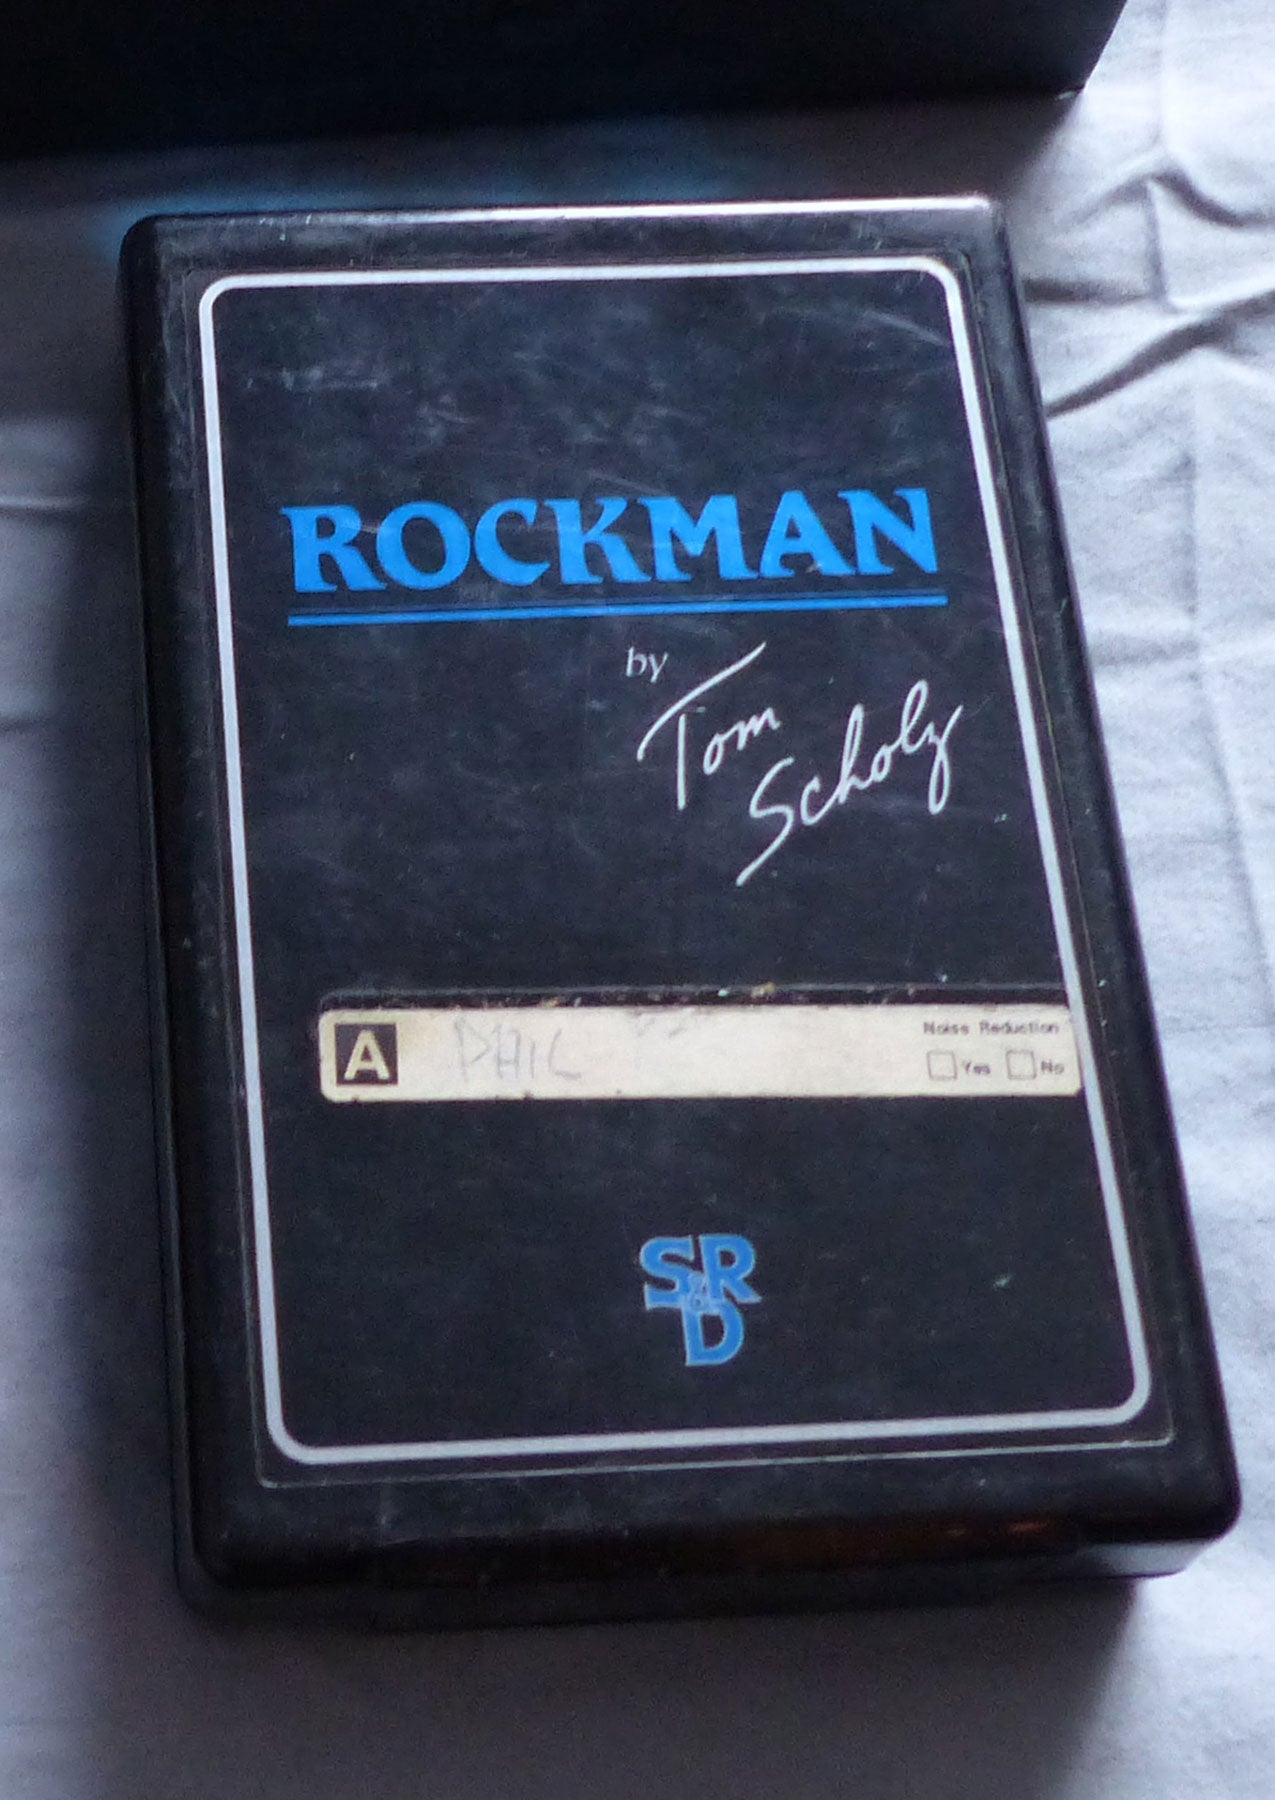 ROCKMAN
by
Tom
Scholz
A PHIL
Noise Reduction
Yes No
S&R
D